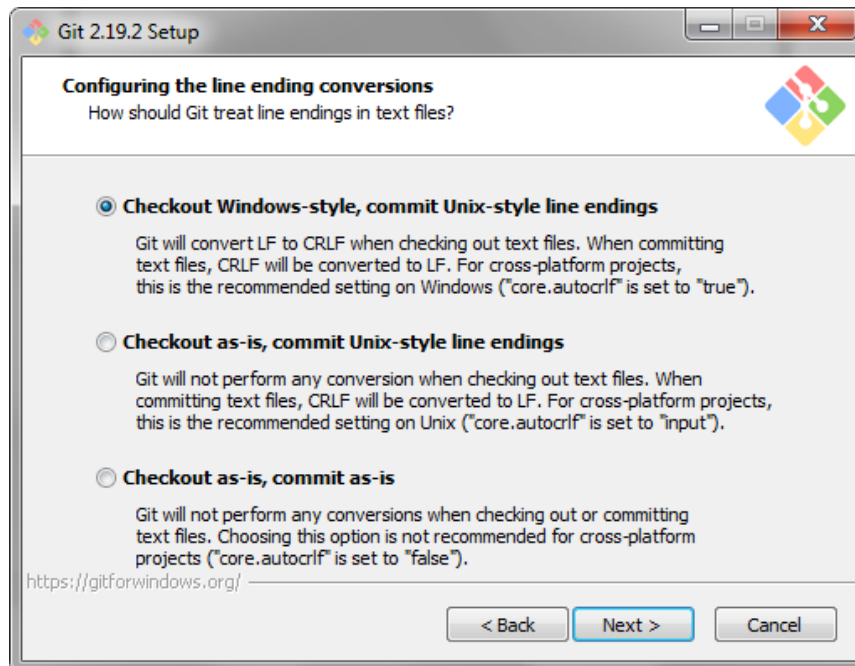 Git 2.19.2 Setup
Configuring the line ending conversions
How should Git treat line endings in text files?
Checkout Windows-style, commit Unix-style line endings
Git will convert LF to CRLF when checking out text files. When committing
text files, CRLF will be converted to LF. For cross-platform projects,
this is the recommended setting on Windows ("core.autocrlf" is set to "true").
Checkout as-is, commit Unix-style line endings
Git will not perform any conversion when checking out text files. When
committing text files, CRLF will be converted to LF. For cross-platform projects,
this is the recommended setting on Unix ("core.autocrlf" is set to "input").
Checkout as-is, commit as-is
Git will not perform any conversions when checking out or committing
text files. Choosing this option is not recommended for cross-platform
projects ("core.autocrlf" is set to "false").
https://gitforwindows.org/
< Back Next > Cancel